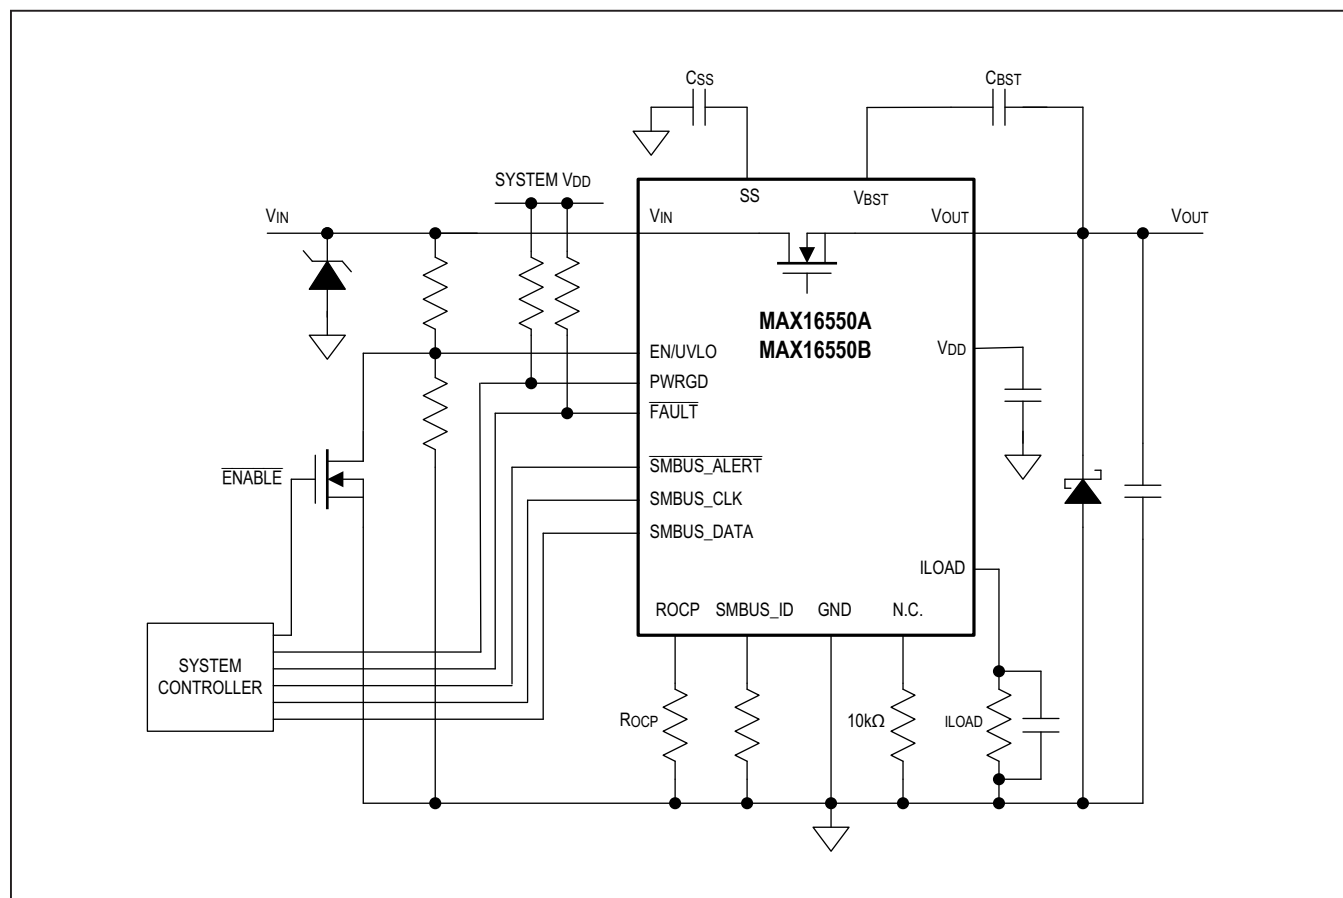 CSS
CBST
SYSTEM VDD
SS
VBST
VIN
VIN
VOUT
VOUT
MAX16550A
MAX16550B
VDD
EN/UVLO
PWRGD
FAULT
SMBUS_ALERT
ENABLE
SMBUS_CLK
SMBUS_DATA
ILOAD
ROCP
SMBUS_ID
GND
N.C.
SYSTEM
CONTROLLER
ROCP
10kΩ
ILOAD